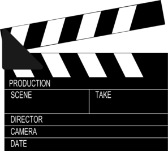 PRODUCTION
SCENE TAKE
DIRECTOR
CAMERA
DATE